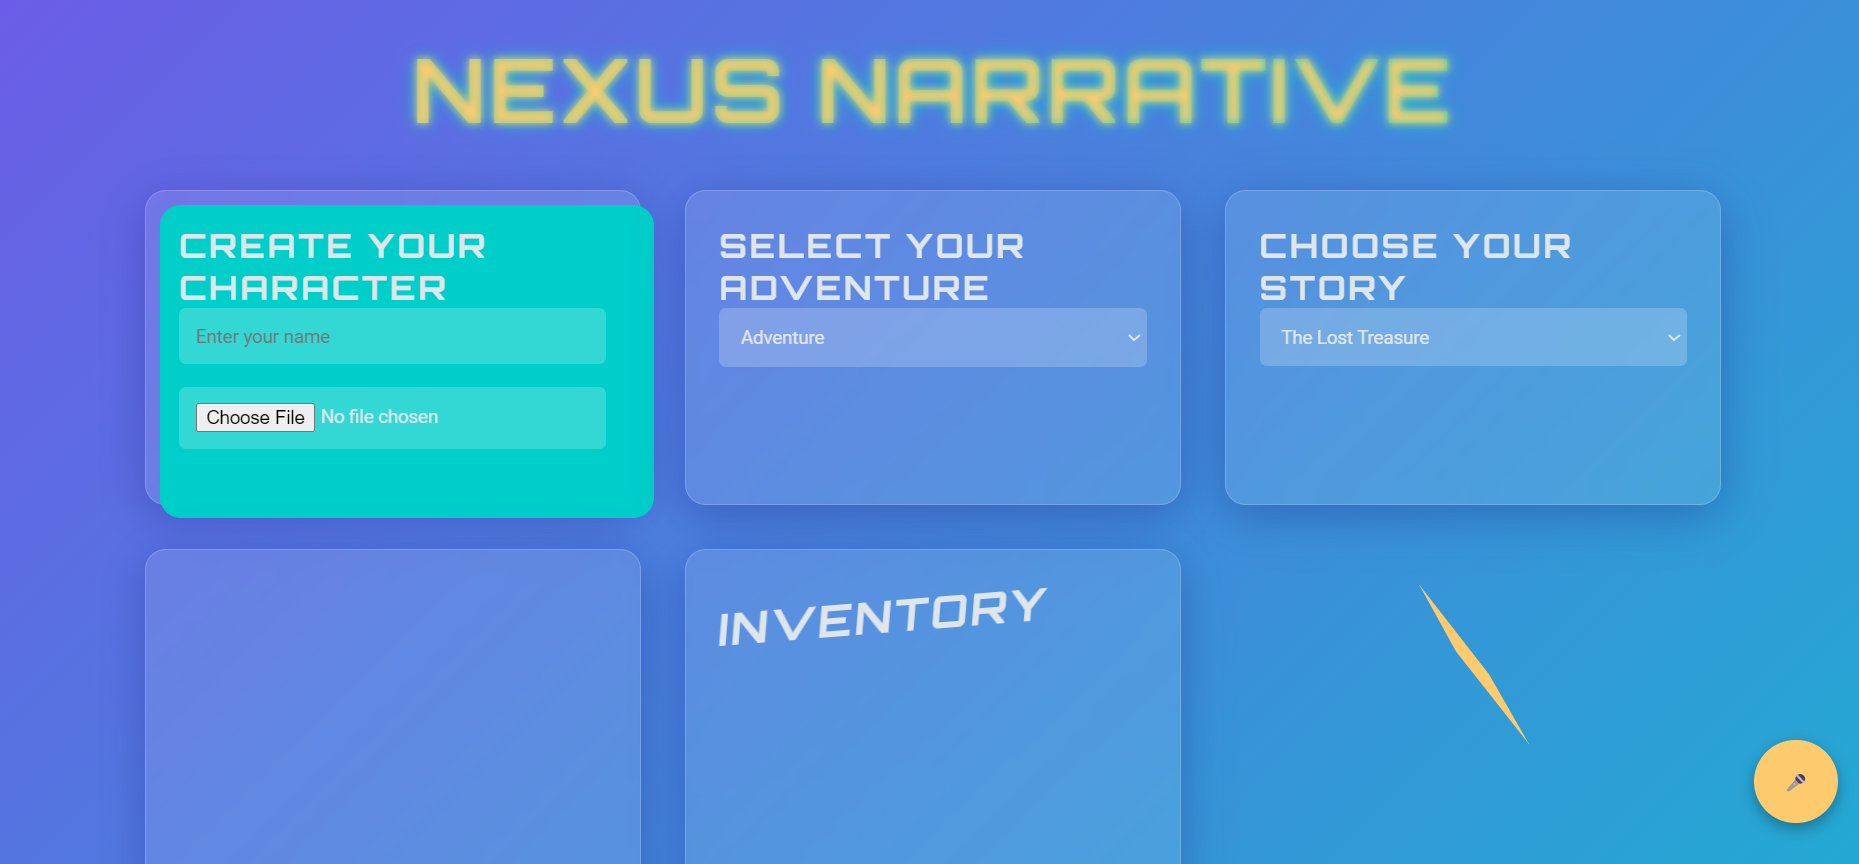 NEXUS NARRATIVE
CREATE YOUR
CHARACTER
Enter your name
Choose File No file chosen
SELECT YOUR
ADVENTURE
Adventure
CHOOSE YOUR
STORY
The Lost Treasure
INVENTORY